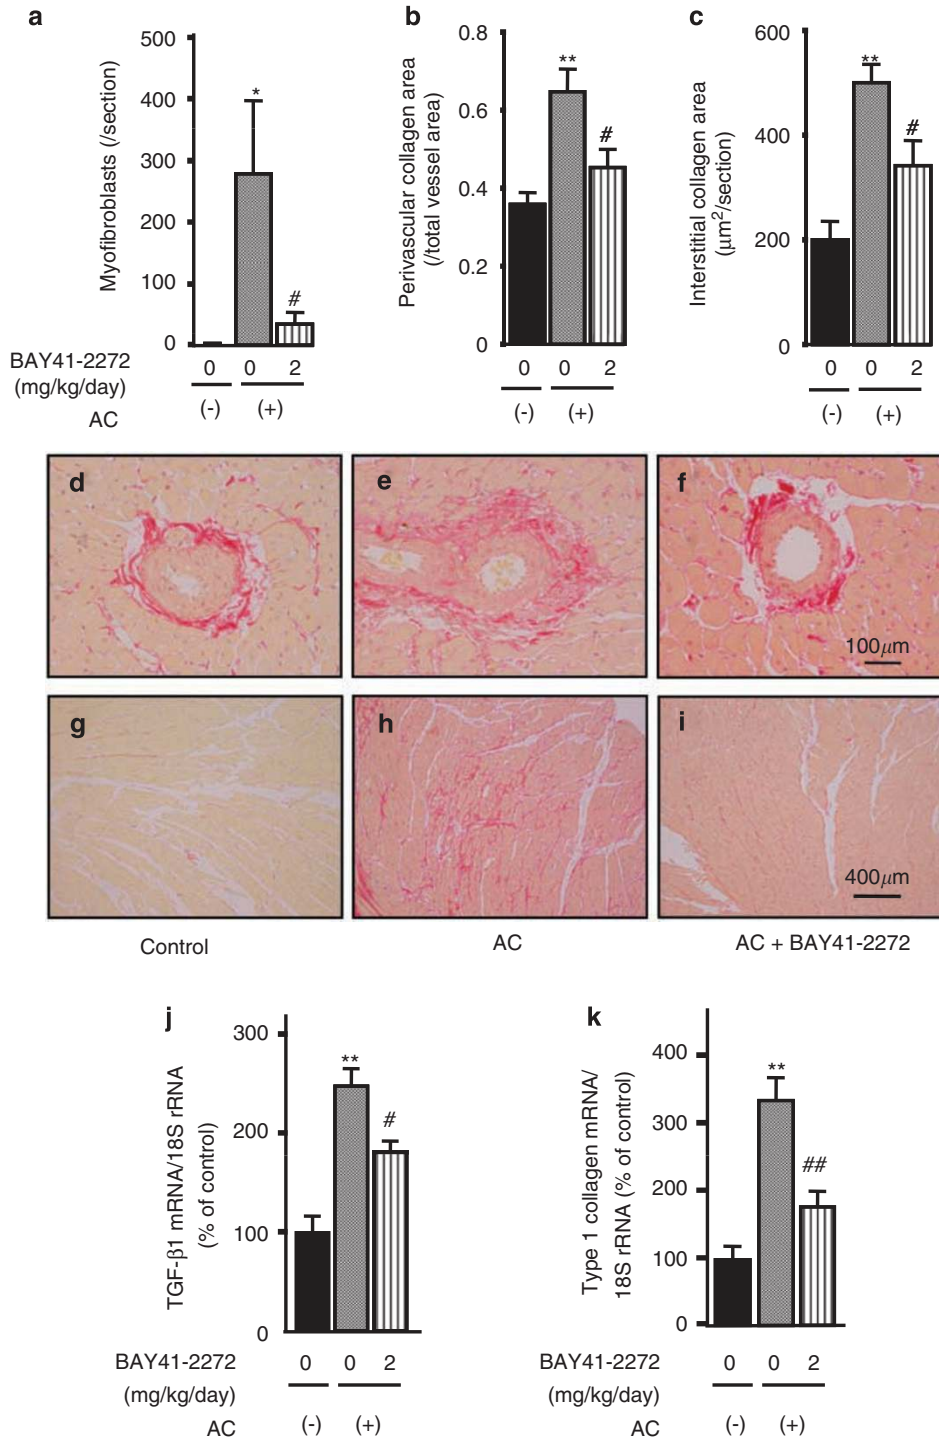 a
Myofibroblasts (/section)
500
400
300
200
100
0
*
#
BAY41-2272
(mg/kg/day)
0
0
2
AC
(-)
(+)
b
Perivascular collagen area
(/total vessel area)
0.8
0.6
0.4
0.2
0
**
#
0
0
2
(-)
(+)
c
Interstitial collagen area
(μm²/section)
600
400
200
0
**
#
0
0
2
(-)
(+)
d
e
f
100μm
g
h
i
400μm
Control
AC
AC + BAY41-2272
j
TGF-β1 mRNA/18S rRNA
(% of control)
300
200
100
0
**
#
BAY41-2272
(mg/kg/day)
0
0
2
AC
(-)
(+)
k
Type 1 collagen mRNA/
18S rRNA (% of control)
400
300
200
100
0
**
##
BAY41-2272
(mg/kg/day)
0
0
2
AC
(-)
(+)